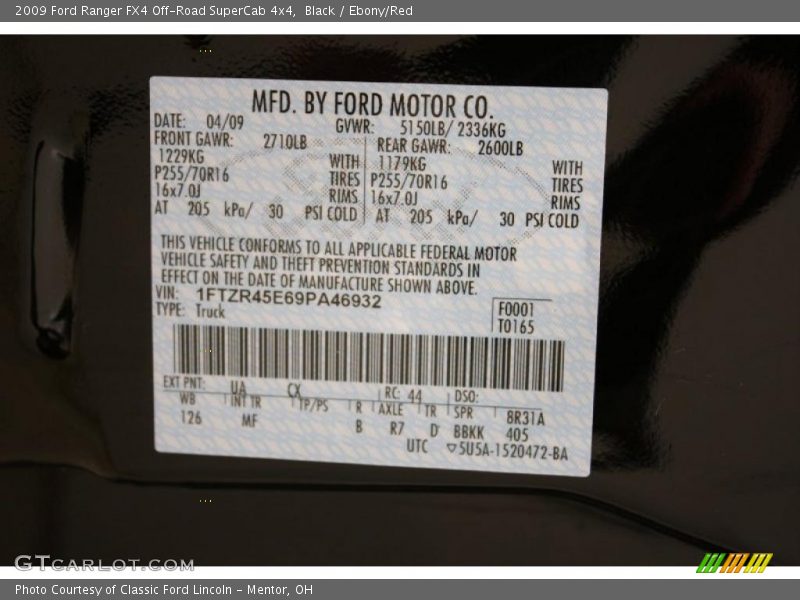 2009 Ford Ranger FX4 Off-Road SuperCab 4x4, Black / Ebony/Red
MFD. BY FORD MOTOR CO.
DATE: 04/09 GVWR: 5150LB/ 2336KG
FRONT GAWR: 2710LB REAR GAWR: 2600LB
1229KG WITH 1179KG WITH
P255/70R16 TIRES P255/70R16 TIRES
16x7.0J RIMS 16x7.0J RIMS
AT 205 kPa/ 30 PSI COLD AT 205 kPa/ 30 PSI COLD
THIS VEHICLE CONFORMS TO ALL APPLICABLE FEDERAL MOTOR
VEHICLE SAFETY AND THEFT PREVENTION STANDARDS IN
EFFECT ON THE DATE OF MANUFACTURE SHOWN ABOVE.
VIN: 1FTZR45E69PA46932 F0001
TYPE: Truck T0165
EXT PNT: UA CX RC: 44 DSO:
WB INT TR TP/PS R AXLE TR SPR 8R31A
126 MF B R7 D BBKK 405
UTC ▽5U5A-1520472-BA
GTcarlot.com
Photo Courtesy of Classic Ford Lincoln - Mentor, OH